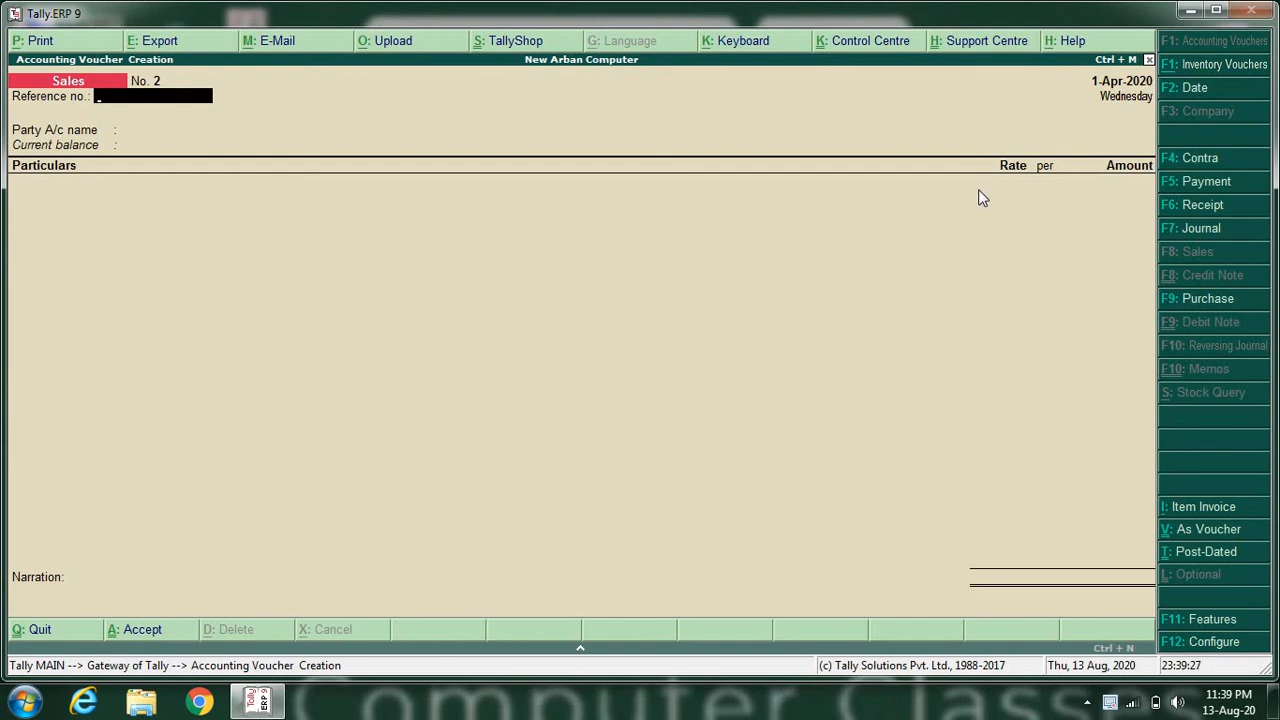 Tally.ERP 9
P: Print
E: Export
M: E-Mail
O: Upload
S: TallyShop
G: Language
K: Keyboard
K: Control Centre
H: Support Centre
H: Help
Accounting Voucher Creation
New Arban Computer
Ctrl + M
Sales
No. 2
1-Apr-2020
Reference no.:
Wednesday
Party A/c name :
Current balance :
Particulars
Rate per
Amount
Narration:
F1: Accounting Vouchers
F1: Inventory Vouchers
F2: Date
F3: Company
F4: Contra
F5: Payment
F6: Receipt
F7: Journal
F8: Sales
F8: Credit Note
F9: Purchase
F9: Debit Note
F10: Reversing Journal
F10: Memos
S: Stock Query
I: Item Invoice
V: As Voucher
T: Post-Dated
L: Optional
F11: Features
F12: Configure
Q: Quit
A: Accept
D: Delete
X: Cancel
Ctrl + N
Tally MAIN --> Gateway of Tally --> Accounting Voucher Creation
(c) Tally Solutions Pvt. Ltd., 1988-2017
Thu, 13 Aug, 2020
23:39:27
Tally
ERP 9
11:39 PM
13-Aug-20